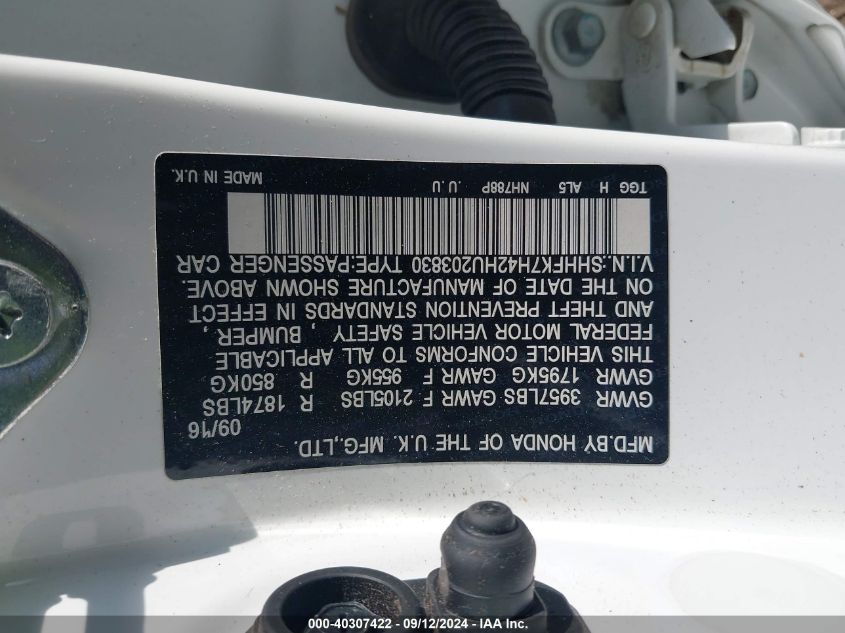 MFD.BY HONDA OF THE U.K. MFG.,LTD.
09/'16
GVWR 3957LBS GAWR F 2105LBS R 1874LBS
GVWR 1795KG GAWR F 955KG R 850KG
THIS VEHICLE CONFORMS TO ALL APPLICABLE
FEDERAL MOTOR VEHICLE SAFETY , BUMPER ,
AND THEFT PREVENTION STANDARDS IN EFFECT
ON THE DATE OF MANUFACTURE SHOWN ABOVE.
V.I.N.:SHHFK7H42HU203830 TYPE:PASSENGER CAR
TGG H AL5 NH788P U . U . U MADE IN U.K.
000-40307422 - 09/12/2024 - IAA Inc.